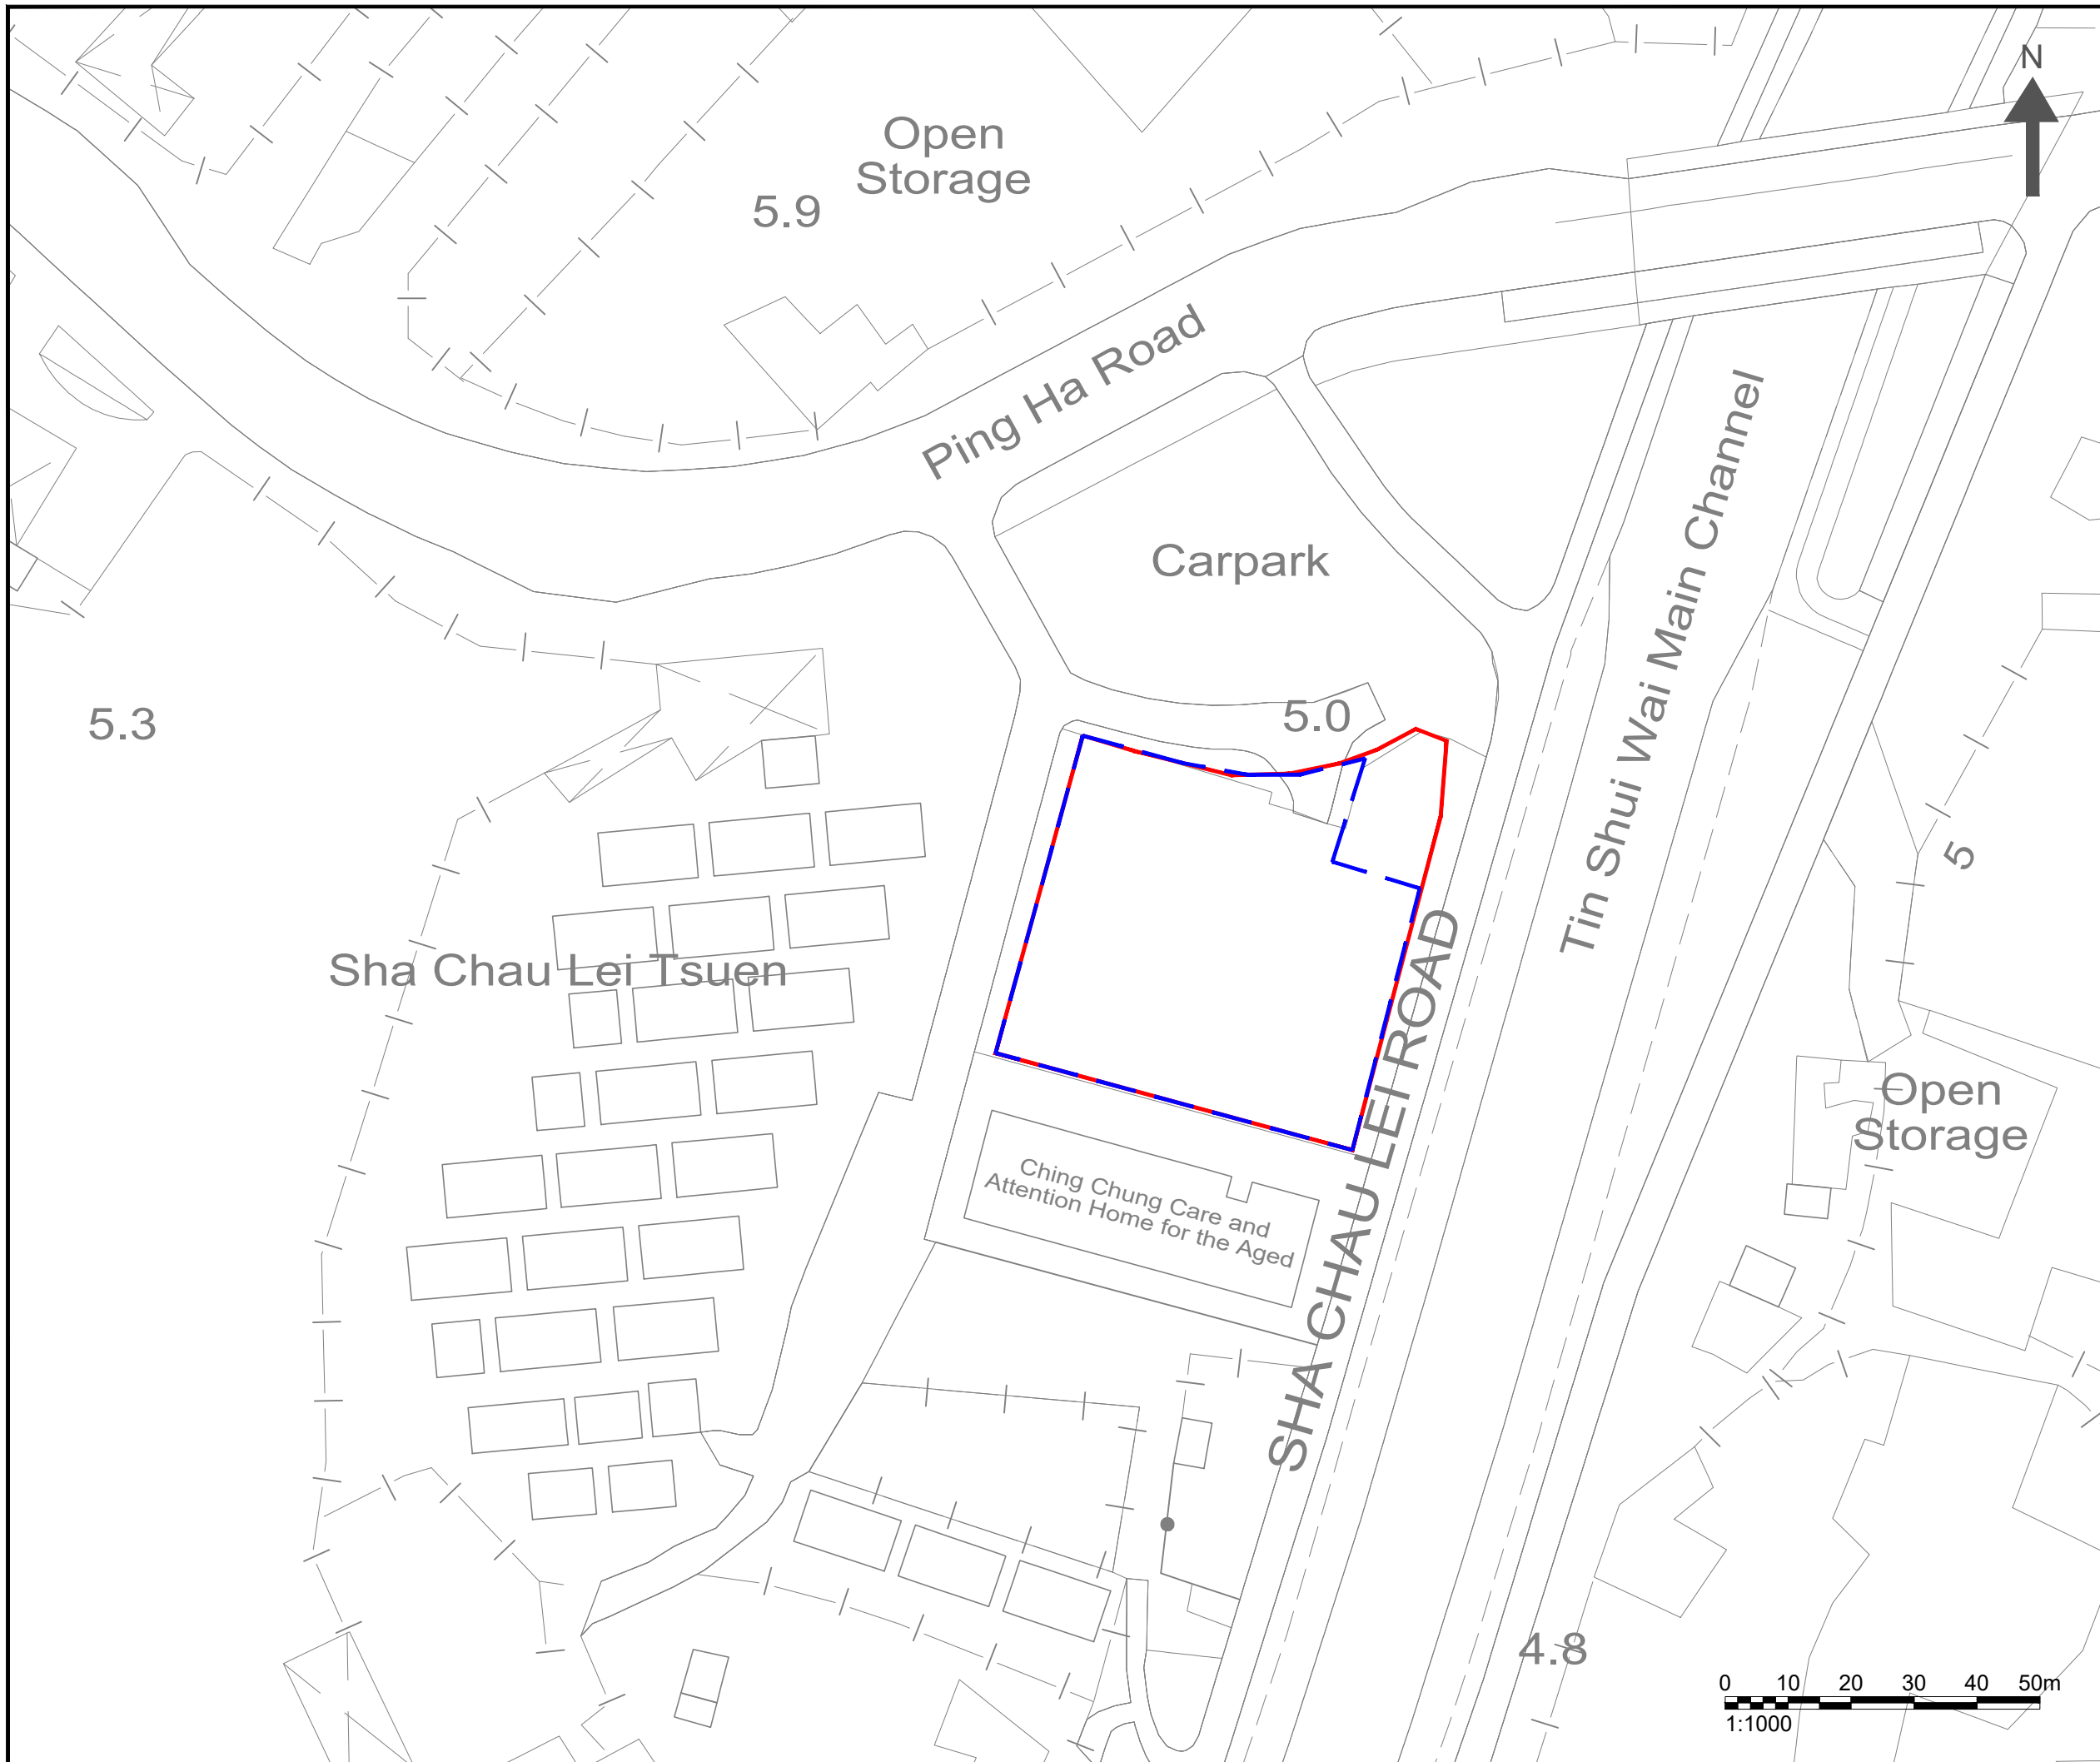 N
Open
Storage
5.9
Ping Ha Road
Carpark
Tin Shui Wai Main Channel
5.3
5.0
5
Sha Chau Lei Tsuen
SHA CHAU LEI ROAD
Open
Storage
Ching Chung Care and
Attention Home for the Aged
4.8
0 10 20 30 40 50m
1:1000